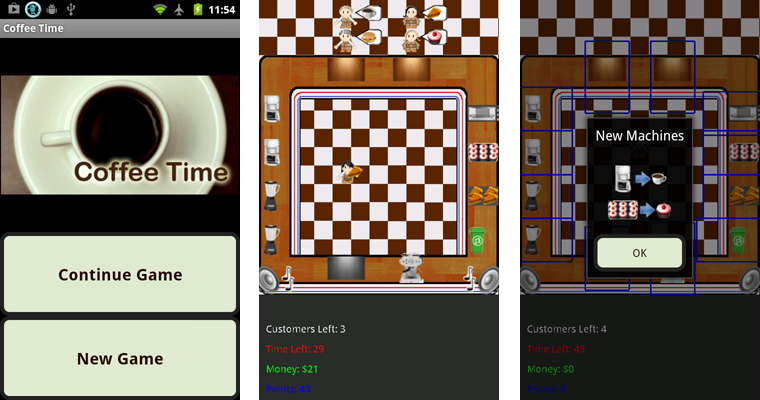 11:54
Coffee Time
Coffee Time
Continue Game
New Game
Customers Left: 3
Time Left: 29
Money: $21
Points: 42
New Machines
OK
Customers Left: 4
Time Left: 45
Money: $0
Points: 0